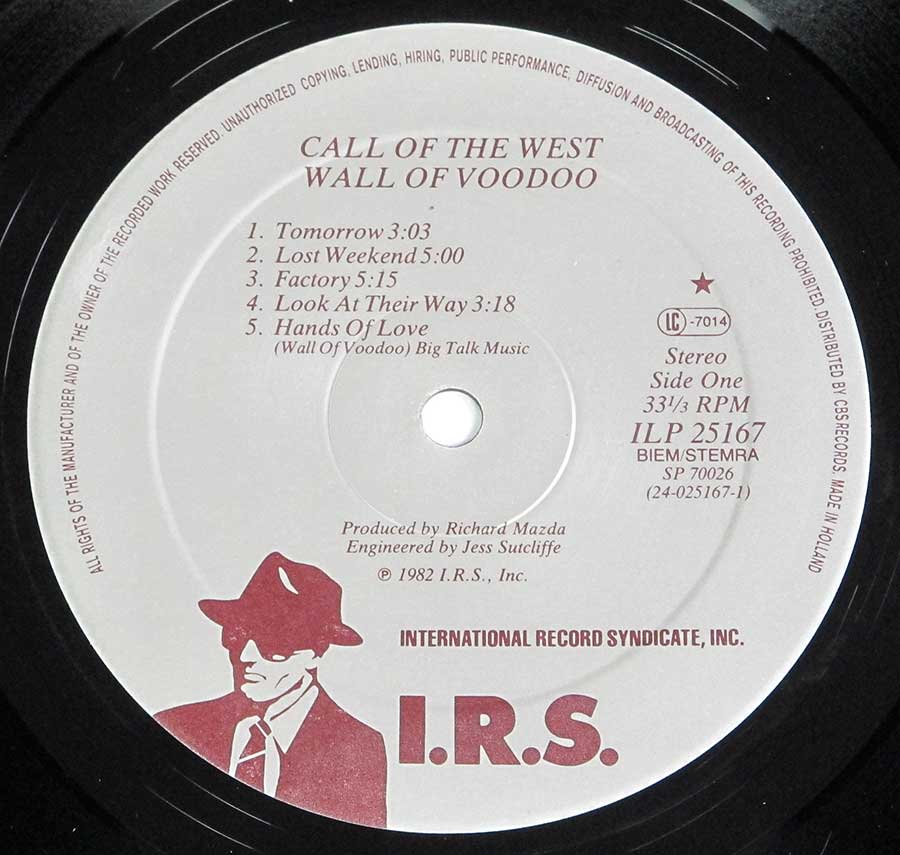 ALL RIGHTS OF THE MANUFACTURER AND OF THE OWNER OF THE RECORDED WORK RESERVED. UNAUTHORIZED COPYING, LENDING, HIRING, PUBLIC PERFORMANCE, DIFFUSION AND BROADCASTING OF THIS RECORDING PROHIBITED. DISTRIBUTED BY CBS RECORDS. MADE IN HOLLAND
CALL OF THE WEST
WALL OF VOODOO
1. Tomorrow 3:03
2. Lost Weekend 5:00
3. Factory 5:15
4. Look At Their Way 3:18
5. Hands Of Love
(Wall Of Voodoo) Big Talk Music
LC -7014
Stereo
Side One
33 1/3 RPM
ILP 25167
BIEM/STEMRA
SP 70026
(24-025167-1)
Produced by Richard Mazda
Engineered by Jess Sutcliffe
℗ 1982 I.R.S., Inc.
INTERNATIONAL RECORD SYNDICATE, INC.
I.R.S.